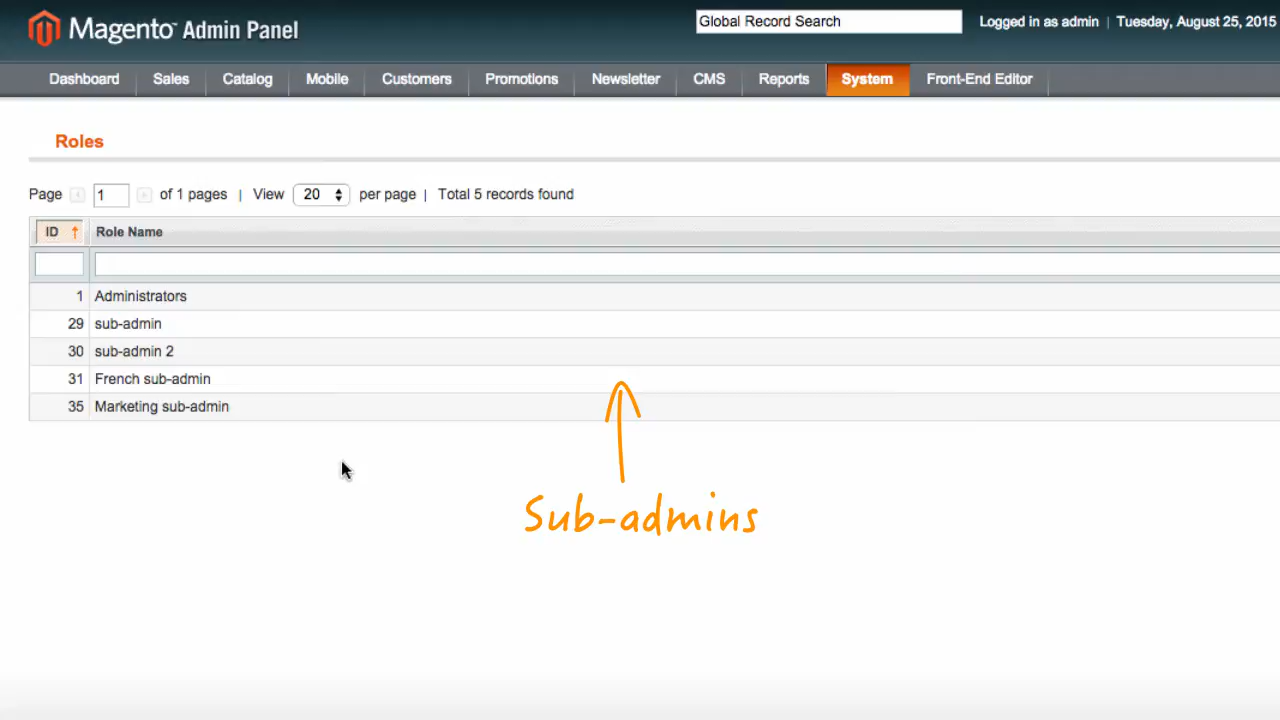 Magento™ Admin Panel
Global Record Search
Logged in as admin | Tuesday, August 25, 2015
Dashboard Sales Catalog Mobile Customers Promotions Newsletter CMS Reports System Front-End Editor
Roles
Page 1 of 1 pages | View 20 per page | Total 5 records found
ID Role Name
1 Administrators
29 sub-admin
30 sub-admin 2
31 French sub-admin
35 Marketing sub-admin
Sub-admins